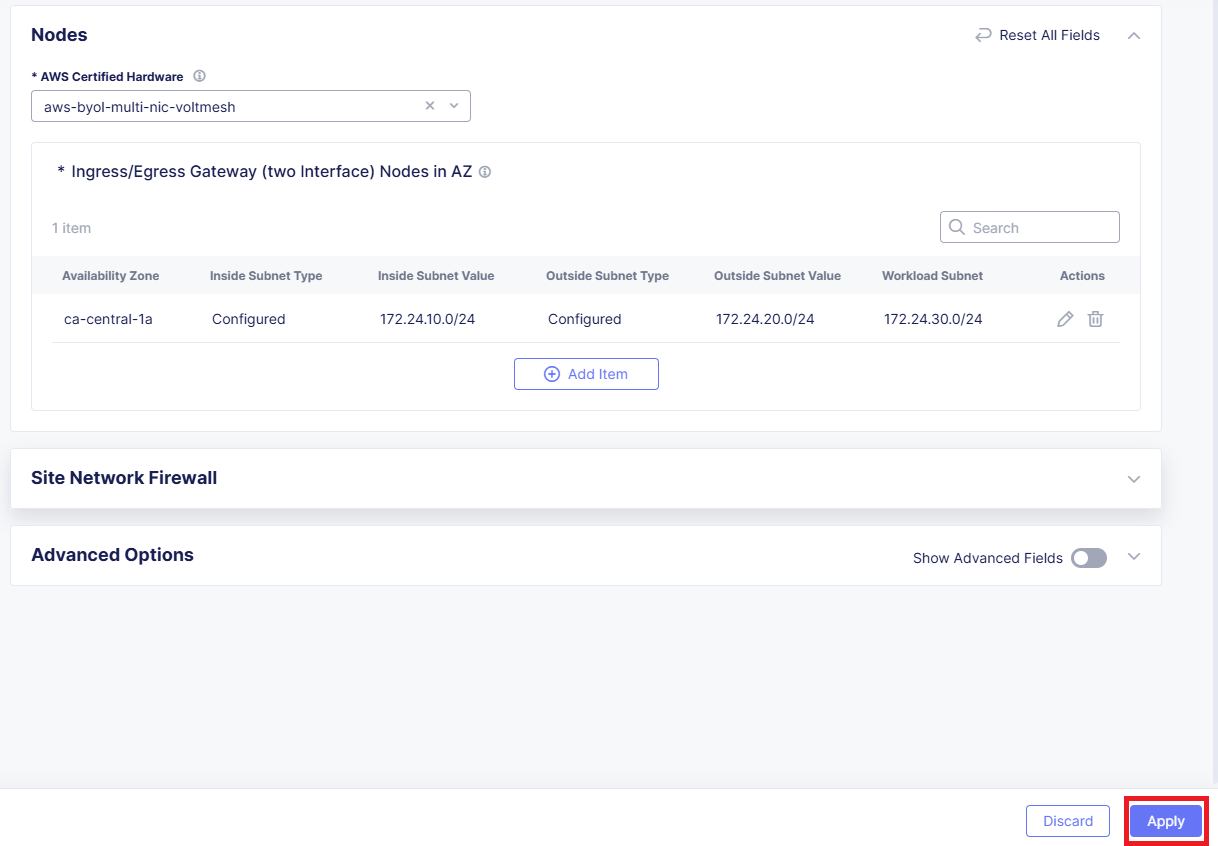 Nodes
Reset All Fields
* AWS Certified Hardware
aws-byol-multi-nic-voltmesh
* Ingress/Egress Gateway (two Interface) Nodes in AZ
1 item
Search
Availability Zone Inside Subnet Type Inside Subnet Value Outside Subnet Type Outside Subnet Value Workload Subnet Actions
ca-central-1a Configured 172.24.10.0/24 Configured 172.24.20.0/24 172.24.30.0/24
Add Item
Site Network Firewall
Advanced Options
Show Advanced Fields
Discard Apply